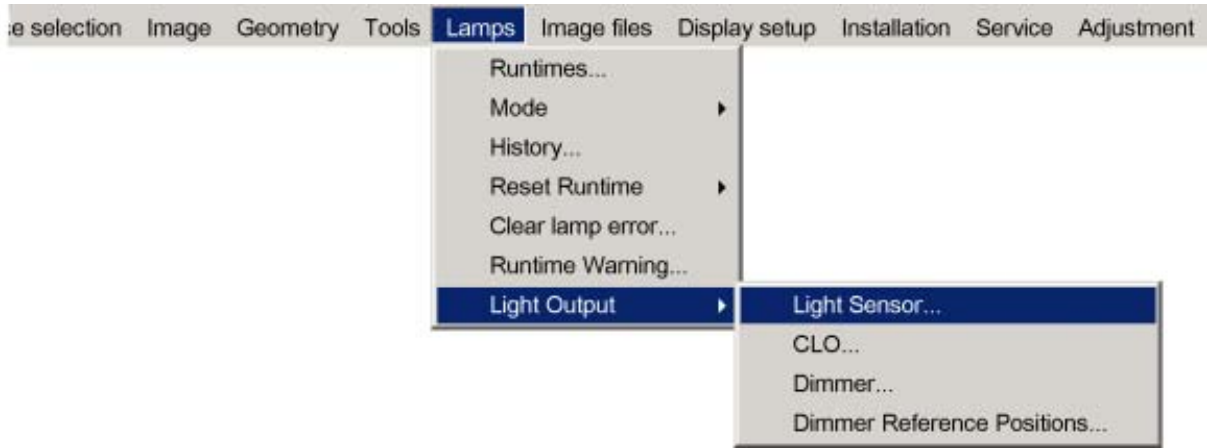 e selection Image Geometry Tools Lamps Image files Display setup Installation Service Adjustment
Runtimes...
Mode
History...
Reset Runtime
Clear lamp error...
Runtime Warning...
Light Output
Light Sensor...
CLO...
Dimmer...
Dimmer Reference Positions...